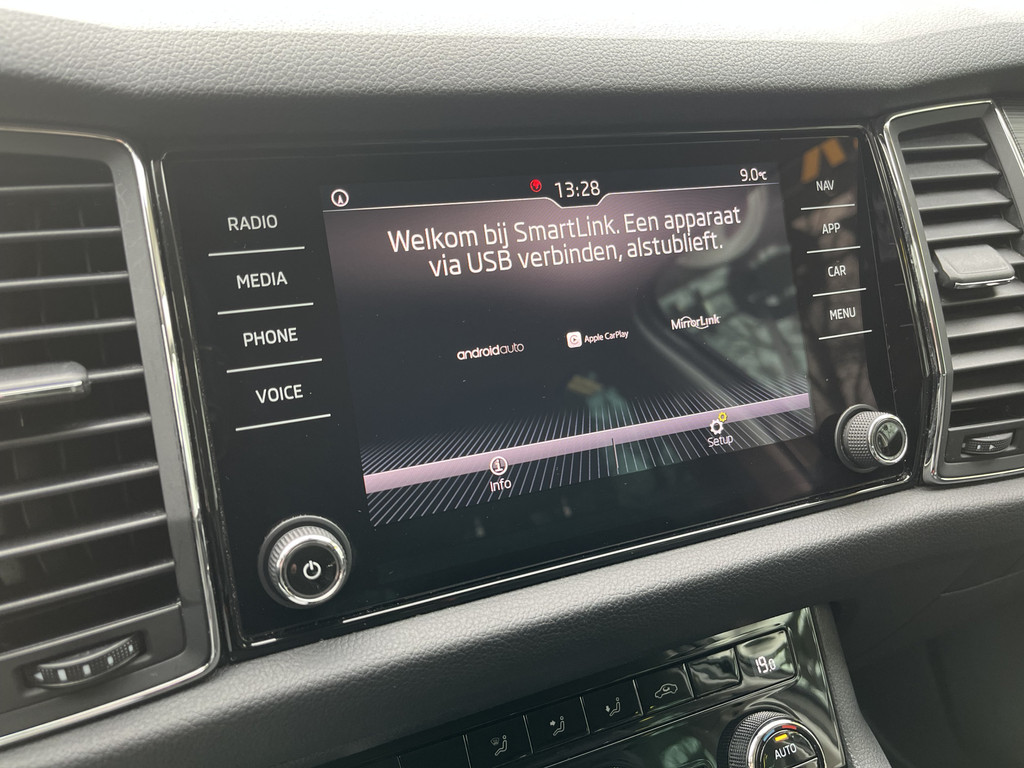 13:28
9.0°C
RADIO
MEDIA
PHONE
VOICE
Welkom bij SmartLink. Een apparaat
via USB verbinden, alstublieft.
androidauto
Apple CarPlay
MirrorLink
Info
Setup
NAV
APP
CAR
MENU
19.0
AUTO